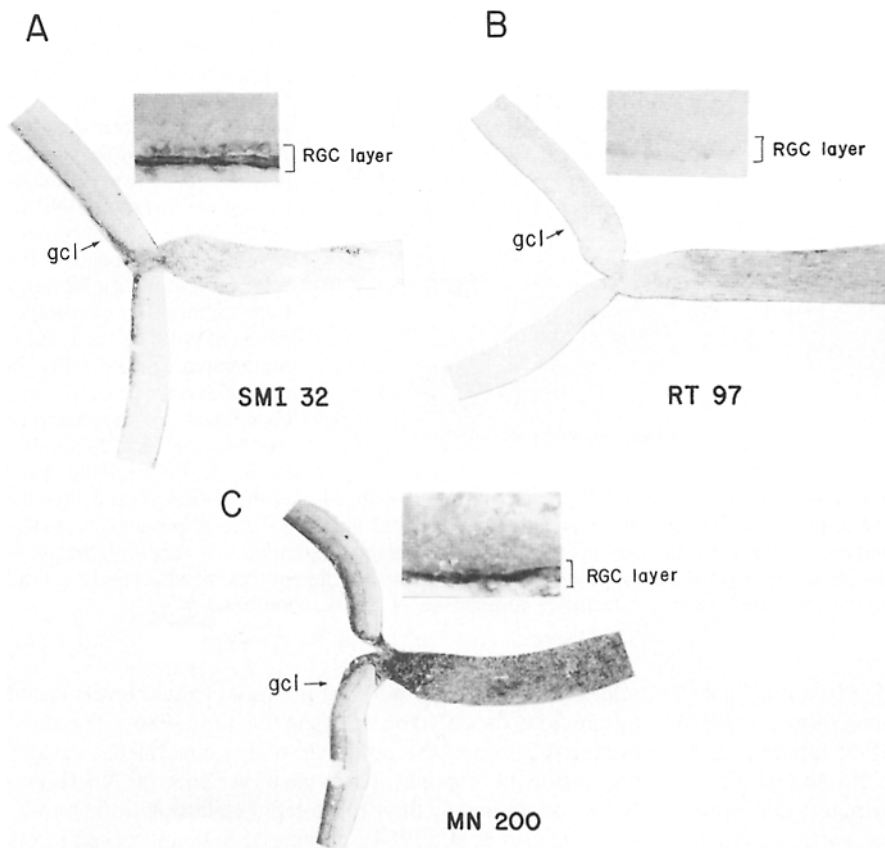 A
B
RGC layer
RGC layer
gcl
gcl
SMI 32
RT 97
C
RGC layer
gcl
MN 200